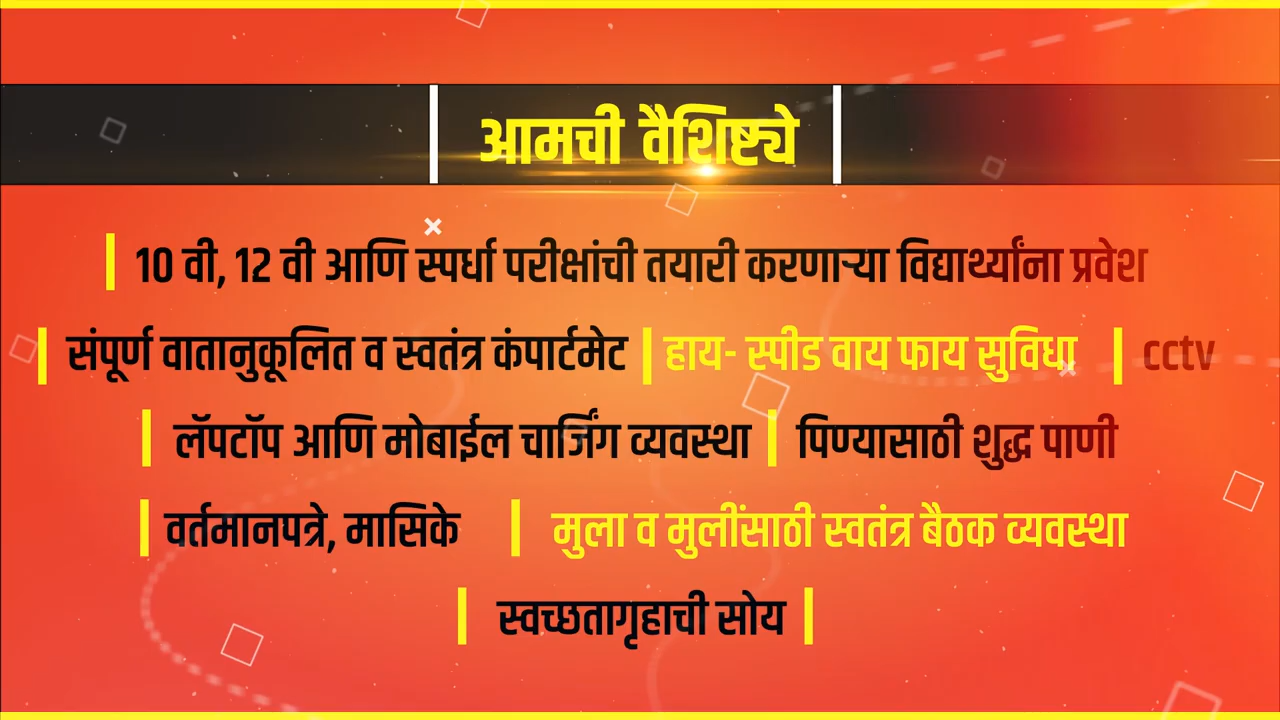 आमची वैशिष्ट्ये
10 वी, 12 वी आणि स्पर्धा परीक्षांची तयारी करणाऱ्या विद्यार्थ्यांना प्रवेश
संपूर्ण वातानुकूलित व स्वतंत्र कंपार्टमेट | हाय- स्पीड वाय फाय सुविधा | cctv
लॅपटॉप आणि मोबाईल चार्जिंग व्यवस्था | पिण्यासाठी शुद्ध पाणी
वर्तमानपत्रे, मासिके | मुला व मुलींसाठी स्वतंत्र बैठक व्यवस्था
स्वच्छतागृहाची सोय